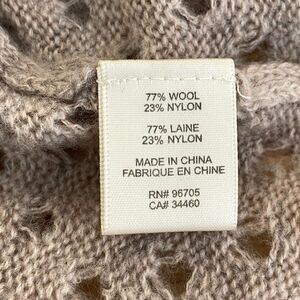 77% WOOL
23% NYLON
77% LAINE
23% NYLON
MADE IN CHINA
FABRIQUE EN CHINE
RN# 96705
CA# 34460